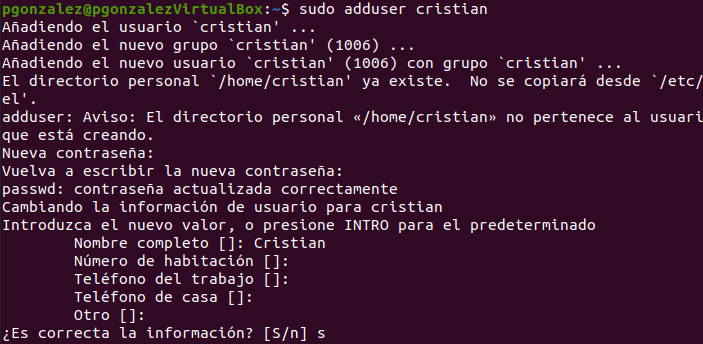 pgonzalez@pgonzalezVirtualBox:~$ sudo adduser cristian
Añadiendo el usuario `cristian' ...
Añadiendo el nuevo grupo `cristian' (1006) ...
Añadiendo el nuevo usuario `cristian' (1006) con grupo `cristian' ...
El directorio personal `/home/cristian' ya existe.  No se copiará desde `/etc/
el'.
adduser: Aviso: El directorio personal «/home/cristian» no pertenece al usuari
que está creando.
Nueva contraseña:
Vuelva a escribir la nueva contraseña:
passwd: contraseña actualizada correctamente
Cambiando la información de usuario para cristian
Introduzca el nuevo valor, o presione INTRO para el predeterminado
        Nombre completo []: Cristian
        Número de habitación []:
        Teléfono del trabajo []:
        Teléfono de casa []:
        Otro []:
¿Es correcta la información? [S/n] s